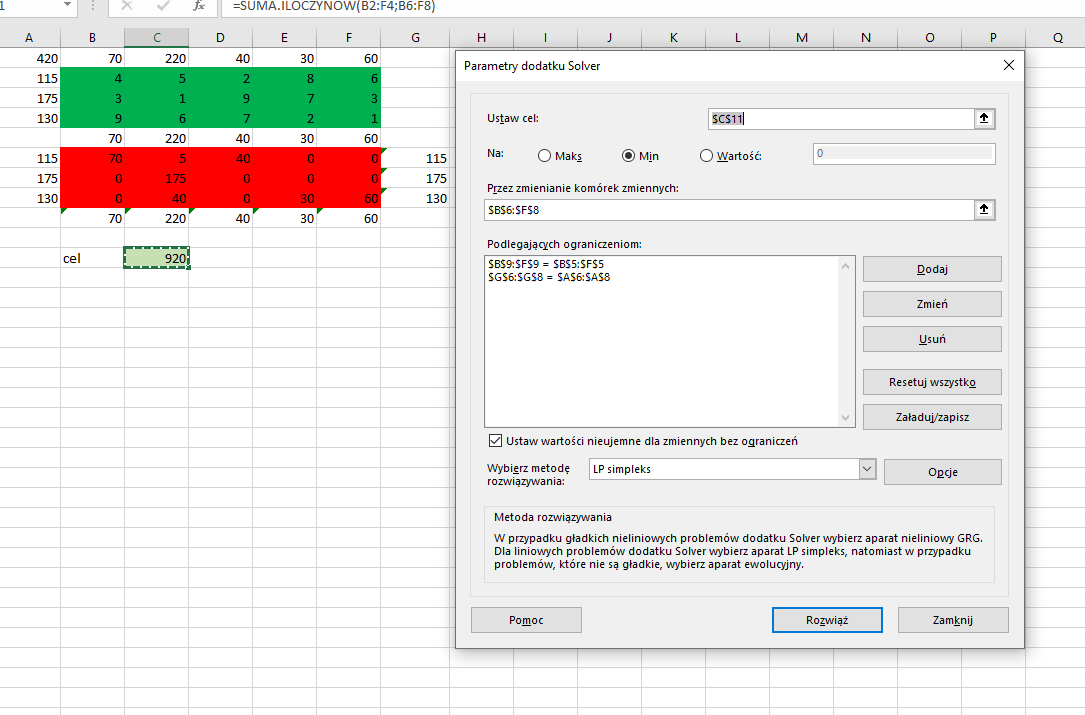 1 fx =SUMA.ILOCZYNÓW(B2:F4;B6:F8)
A B C D E F G H I J K L M N O P Q
420 70 220 40 30 60
115 4 5 2 8 6
175 3 1 9 7 3
130 9 6 7 2 1
70 220 40 30 60
115 70 5 40 0 0 115
175 0 175 0 0 0 175
130 0 40 0 30 60 130
70 220 40 30 60
cel 920
Parametry dodatku Solver
Ustaw cel: $C$11
Na: Maks Min Wartość: 0
Przez zmienianie komórek zmiennych:
$B$6:$F$8
Podlegających ograniczeniom:
$B$9:$F$9 = $B$5:$F$5
$G$6:$G$8 = $A$6:$A$8
Dodaj
Zmień
Usuń
Resetuj wszystko
Załaduj/zapisz
Ustaw wartości nieujemne dla zmiennych bez ograniczeń
Wybierz metodę
rozwiązywania:
LP simpleks
Opcje
Metoda rozwiązywania
W przypadku gładkich nieliniowych problemów dodatku Solver wybierz aparat nieliniowy GRG.
Dla liniowych problemów dodatku Solver wybierz aparat LP simpleks, natomiast w przypadku
problemów, które nie są gładkie, wybierz aparat ewolucyjny.
Pomoc
Rozwiąż
Zamknij